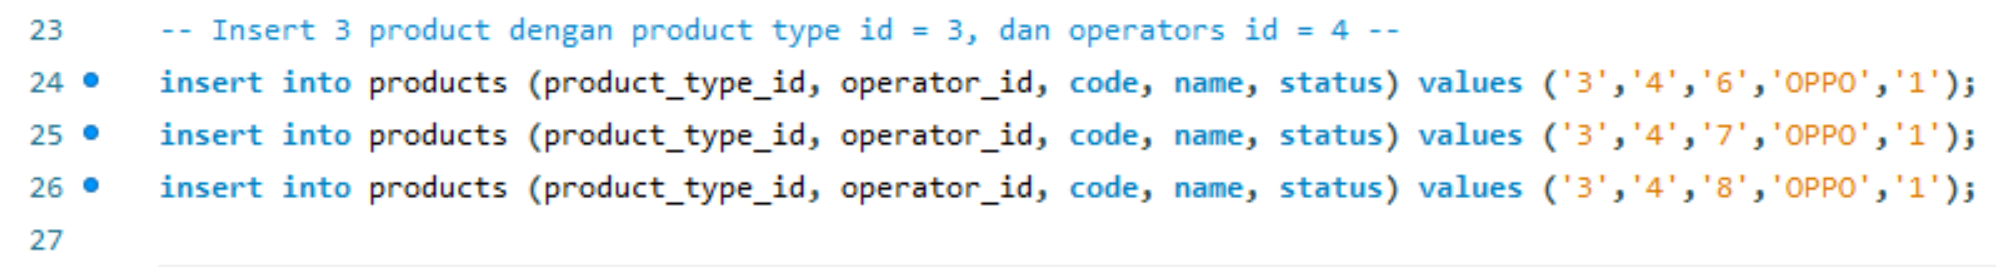 23 -- Insert 3 product dengan product type id = 3, dan operators id = 4 --
24 insert into products (product_type_id, operator_id, code, name, status) values ('3','4','6','OPPO','1');
25 insert into products (product_type_id, operator_id, code, name, status) values ('3','4','7','OPPO','1');
26 insert into products (product_type_id, operator_id, code, name, status) values ('3','4','8','OPPO','1');
27